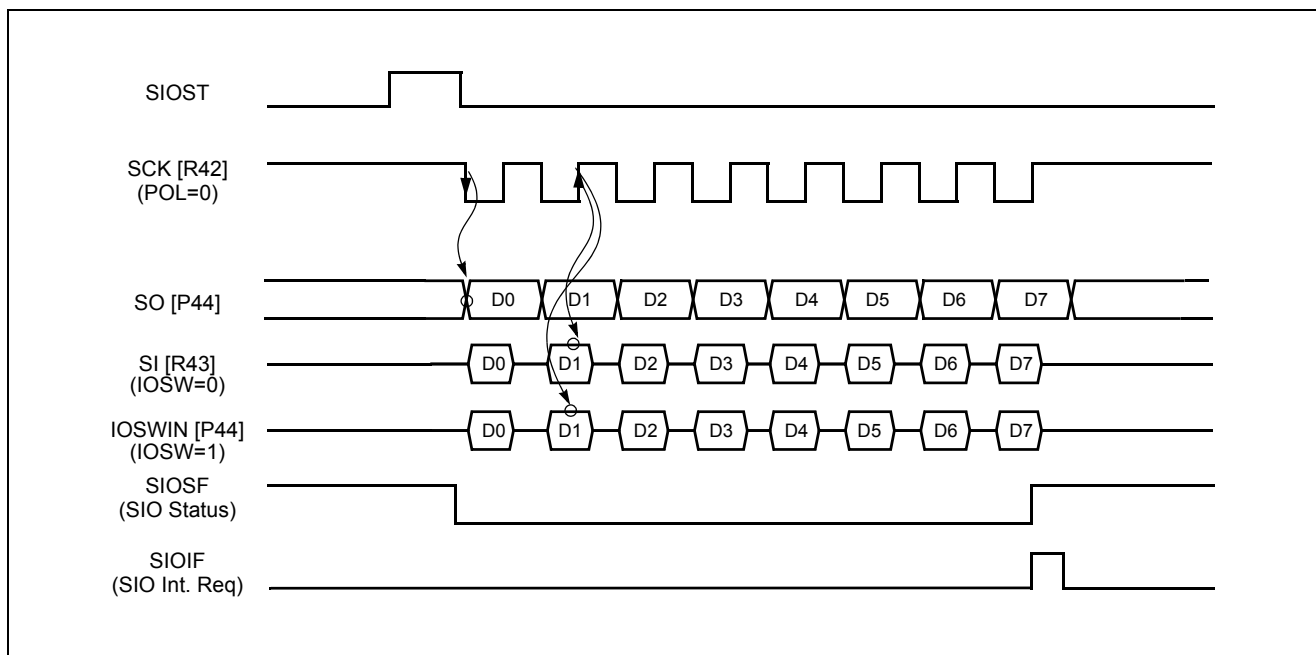 SIOST
SCK [R42]
(POL=0)
SO [P44]
D0 D1 D2 D3 D4 D5 D6 D7
SI [R43]
(IOSW=0)
D0 D1 D2 D3 D4 D5 D6 D7
IOSWIN [P44]
(IOSW=1)
D0 D1 D2 D3 D4 D5 D6 D7
SIOSF
(SIO Status)
SIOIF
(SIO Int. Req)